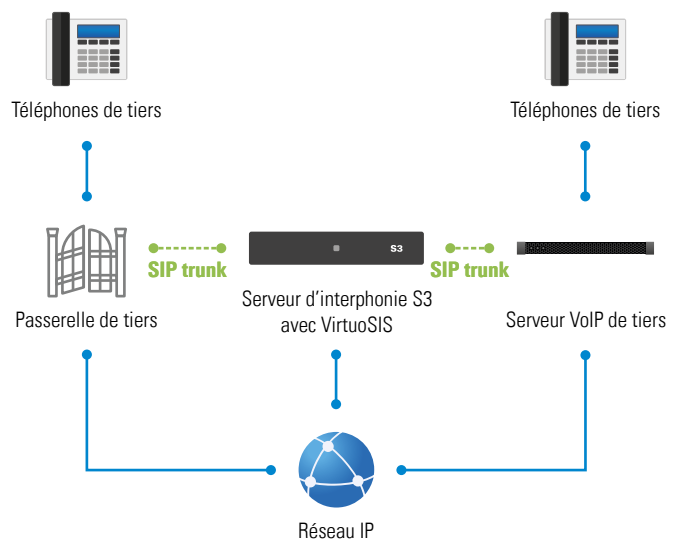 Téléphones de tiers
Téléphones de tiers
S3
SIP trunk
SIP trunk
Passerelle de tiers
Serveur d'interphonie S3
avec VirtuoSIS
Serveur VoIP de tiers
Réseau IP